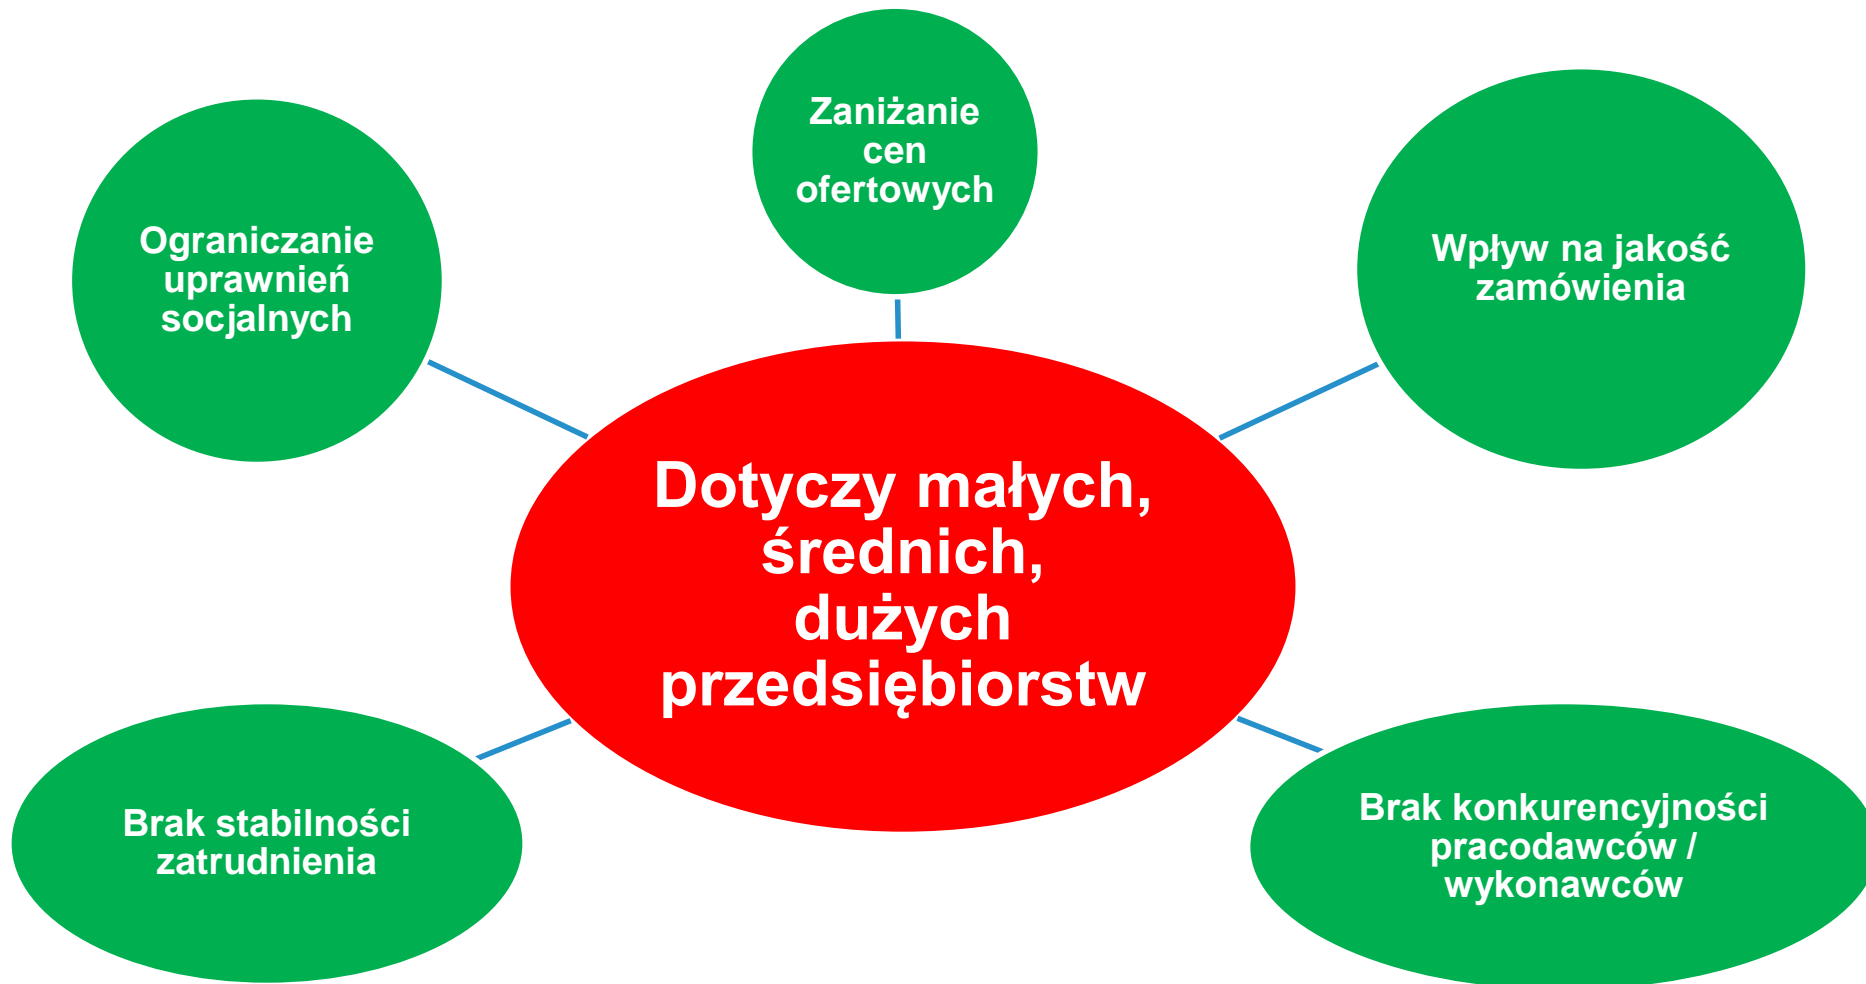 Zaniżanie
cen
ofertowych
Ograniczanie
uprawnień
socjalnych
Wpływ na jakość
zamówienia
Dotyczy małych,
średnich,
dużych
przedsiębiorstw
Brak stabilności
zatrudnienia
Brak konkurencyjności
pracodawców /
wykonawców